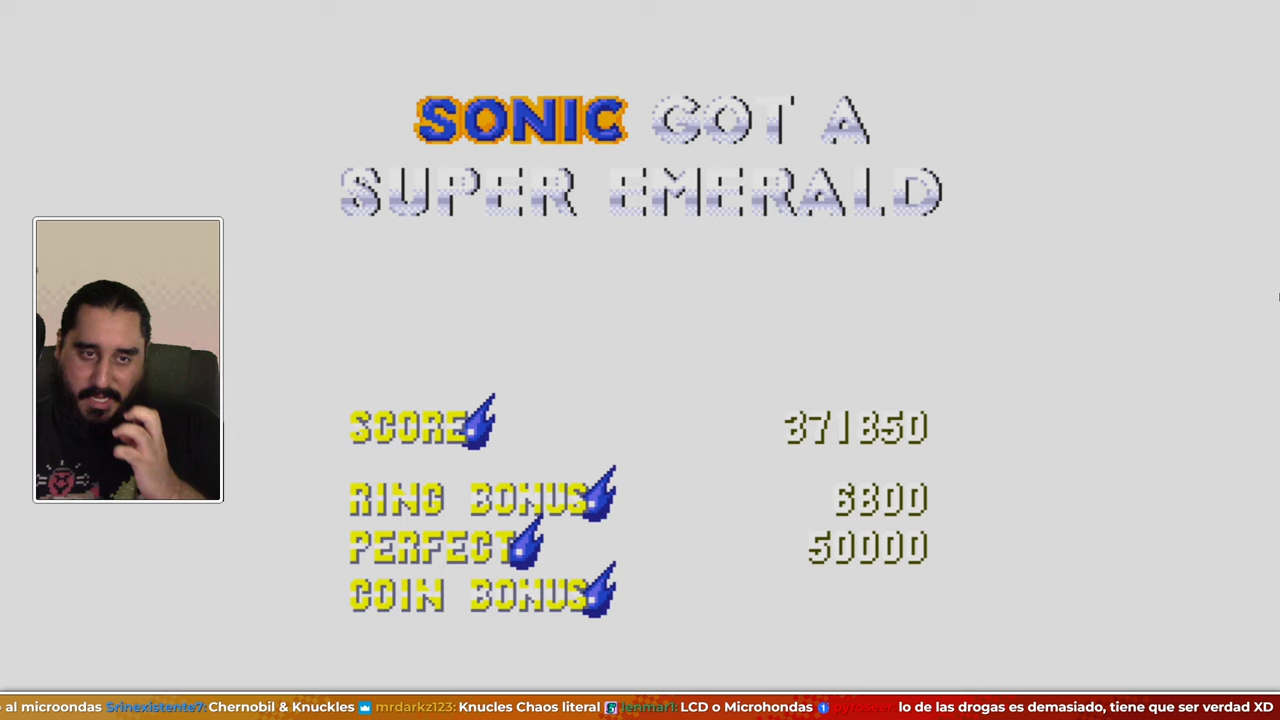 SONIC GOT A
SUPER EMERALD
SCORE 371850
RING BONUS 6800
PERFECT 50000
COIN BONUS
al microondas Srinexistente7: Chernobil & Knuckles mrdarkz123: Knucles Chaos literal lenmar1: LCD o Microhondas lo de las drogas es demasiado, tiene que ser verdad XD